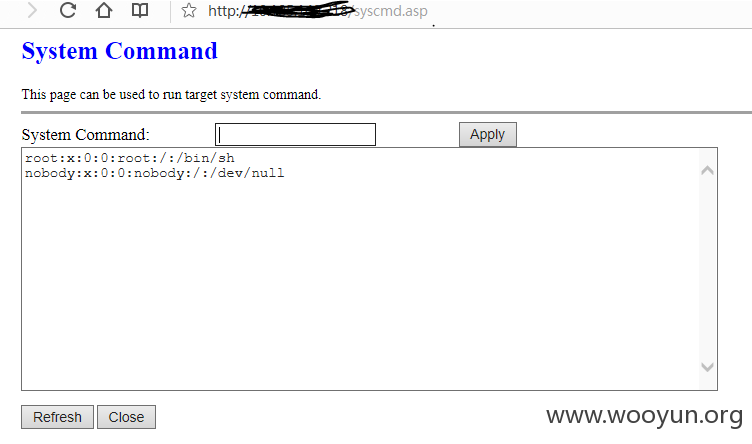 http://
/syscmd.asp
System Command
This page can be used to run target system command.
System Command: Apply
root:x:0:0:root:/:/bin/sh
nobody:x:0:0:nobody:/:/dev/null
Refresh Close
www.wooyun.org